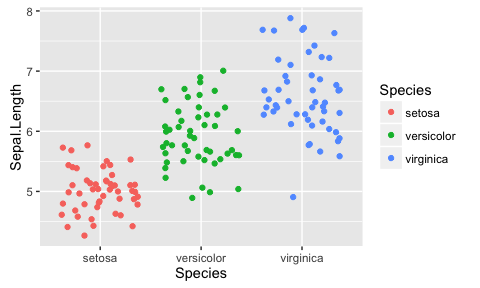 8
7
6
5
Sepal.Length
setosa
versicolor
virginica
Species
Species
setosa
versicolor
virginica